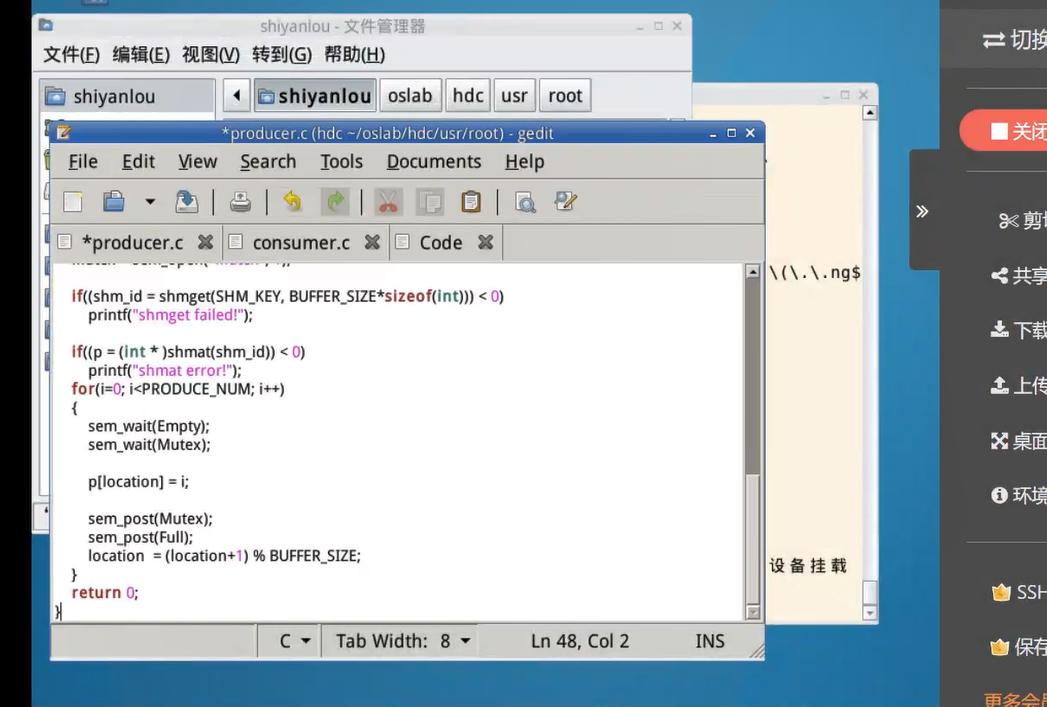 shiyanlou - 文件管理器
文件(F) 编辑(E) 视图(V) 转到(G) 帮助(H)
shiyanlou
shiyanlou oslab hdc usr root
*producer.c (hdc ~/oslab/hdc/usr/root) - gedit
File Edit View Search Tools Documents Help
*producer.c consumer.c Code
if((shm_id = shmget(SHM_KEY, BUFFER_SIZE*sizeof(int))) < 0)
printf("shmget failed!");
if((p = (int * )shmat(shm_id)) < 0)
printf("shmat error!");
for(i=0; i<PRODUCE_NUM; i++)
{
sem_wait(Empty);
sem_wait(Mutex);
p[location] = i;
sem_post(Mutex);
sem_post(Full);
location = (location+1) % BUFFER_SIZE;
}
return 0;
}
C Tab Width: 8 Ln 48, Col 2 INS
\(\.\.ng$
设备挂载
切换
关闭
剪切
共享
下载
上传
桌面
环境
SSH
保存
更多会员